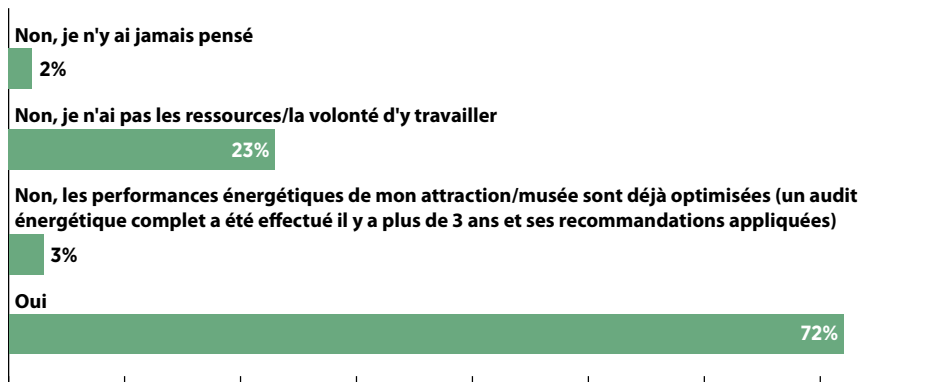 Non, je n'y ai jamais pensé
2%
Non, je n'ai pas les ressources/la volonté d'y travailler
23%
Non, les performances énergétiques de mon attraction/musée sont déjà optimisées (un audit
énergétique complet a été effectué il y a plus de 3 ans et ses recommandations appliquées)
3%
Oui
72%